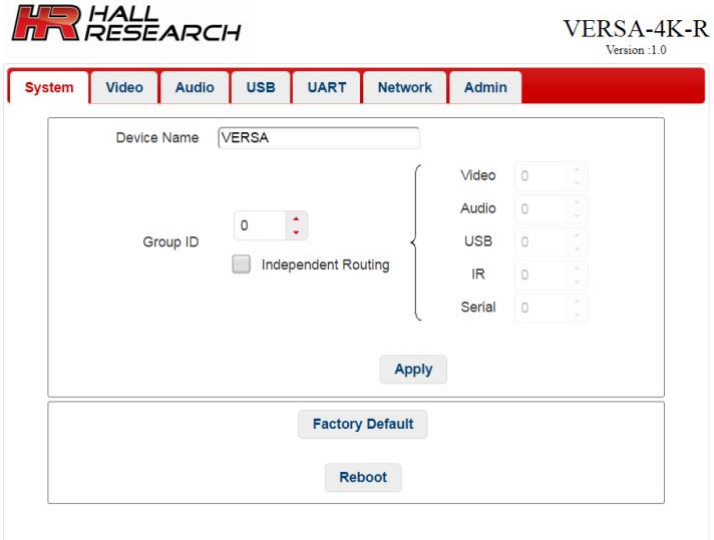 HR HALL
RESEARCH
VERSA-4K-R
Version :1.0
System Video Audio USB UART Network Admin
Device Name VERSA
Video 0
Audio 0
Group ID 0 USB 0
Independent Routing
IR 0
Serial 0
Apply
Factory Default
Reboot